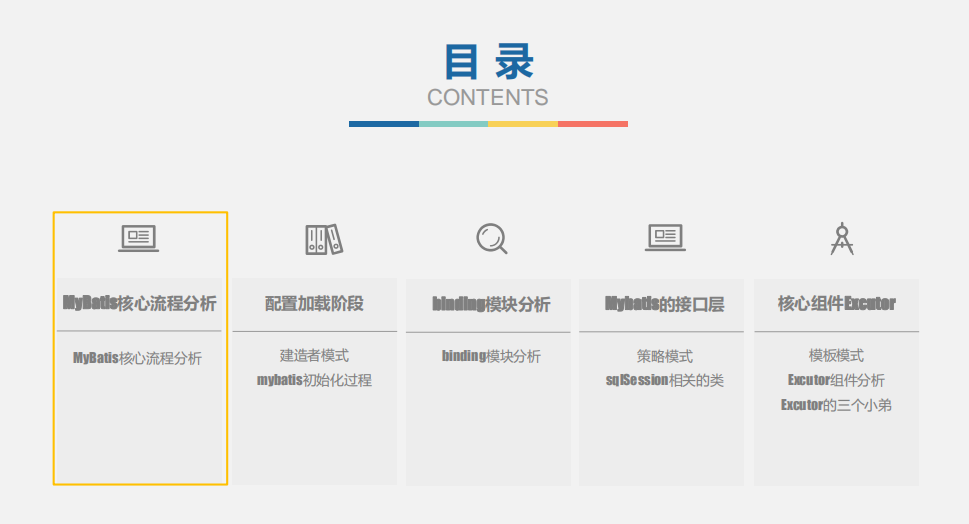 目 录
CONTENTS
MyBatis核心流程分析
MyBatis核心流程分析
配置加载阶段
建造者模式
mybatis初始化过程
binding模块分析
binding模块分析
Mybatis的接口层
策略模式
sqlSession相关的类
核心组件Excutor
模板模式
Excutor组件分析
Excutor的三个小弟